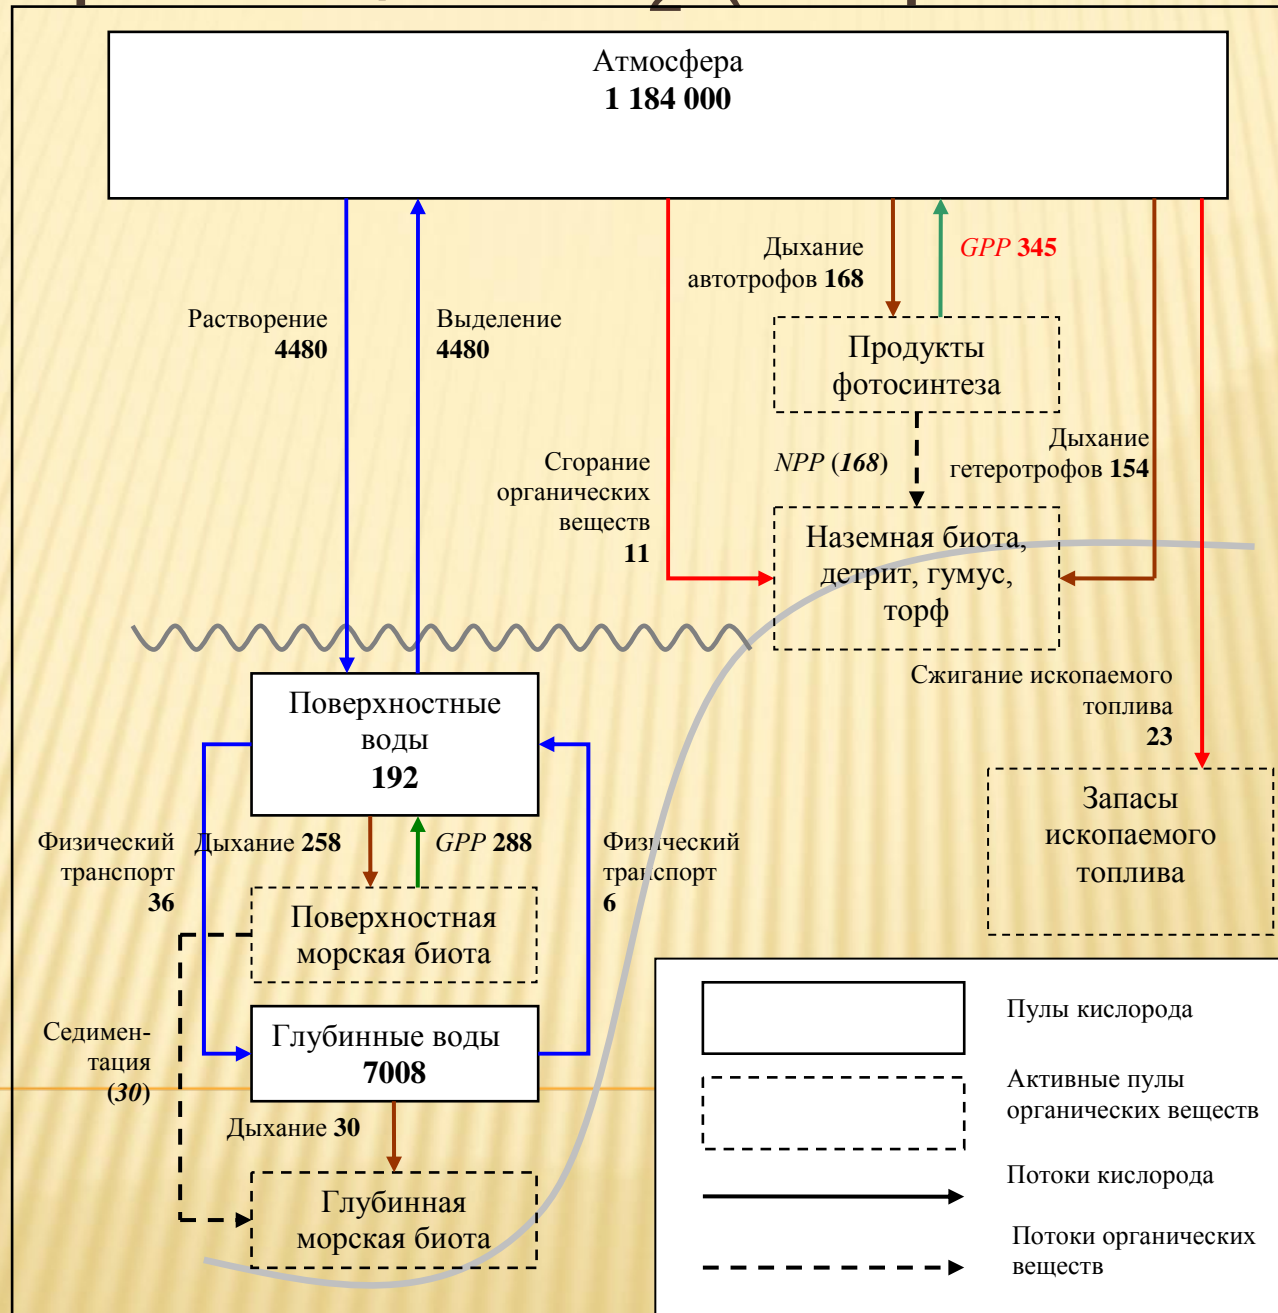 Атмосфера
1 184 000
Дыхание
автотрофов 168
GPP 345
Растворение
4480
Выделение
4480
Продукты
фотосинтеза
Сгорание
органических
веществ
11
NPP (168)
Дыхание
гетеротрофов 154
Наземная биота,
детрит, гумус,
торф
Поверхностные
воды
192
Сжигание ископаемого
топлива
23
Запасы
ископаемого
топлива
Физический
транспорт
36
Дыхание 258
GPP 288
Физический
транспорт
6
Поверхностная
морская биота
Седимен-
тация
(30)
Глубинные воды
7008
Дыхание 30
Глубинная
морская биота
Пулы кислорода
Активные пулы
органических веществ
Потоки кислорода
Потоки органических
веществ